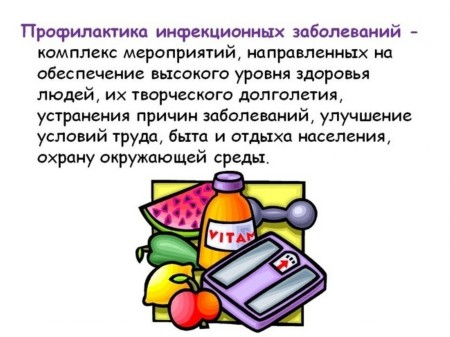 Профилактика инфекционных заболеваний -
комплекс мероприятий, направленных на
обеспечение высокого уровня здоровья
людей, их творческого долголетия,
устранения причин заболеваний, улучшение
условий труда, быта и отдыха населения,
охрану окружающей среды.
VITAM